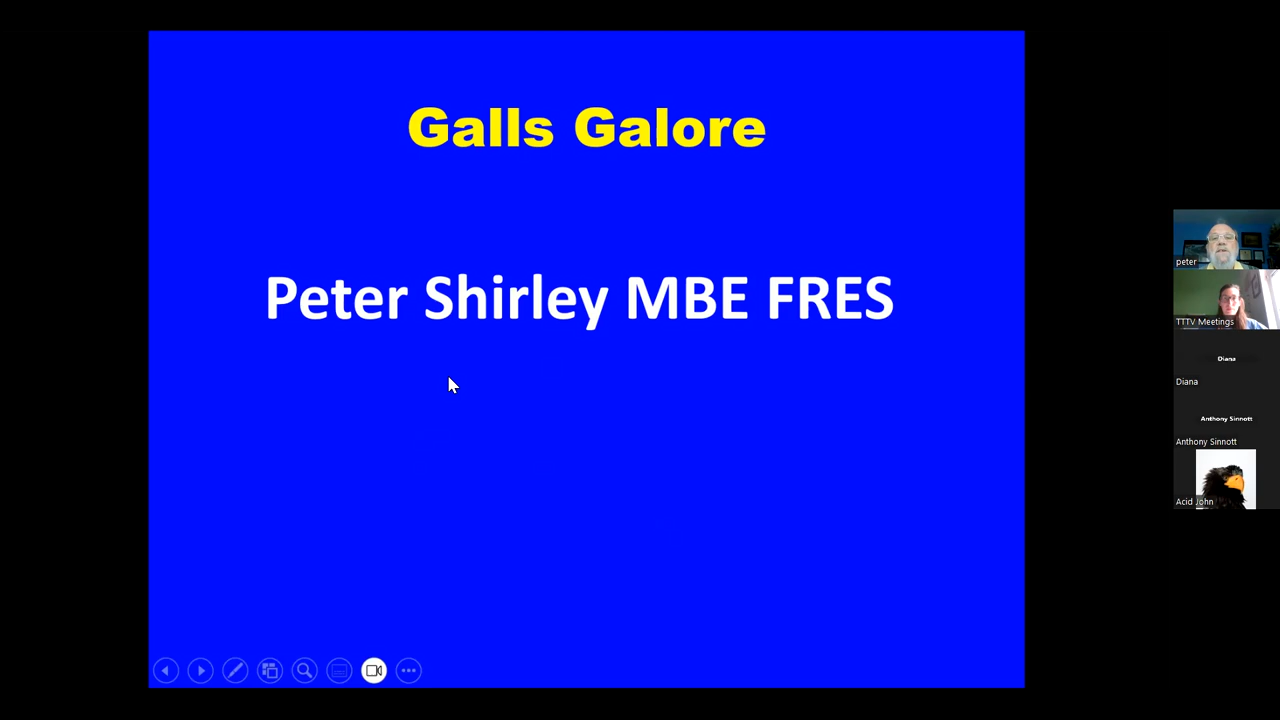 Galls Galore
Peter Shirley MBE FRES
peter
TTTV Meetings
Diana
Diana
Anthony Sinnott
Anthony Sinnott
Acid John